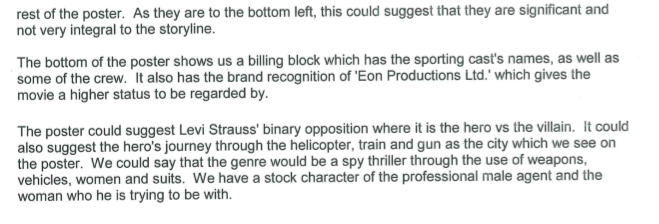 rest of the poster. As they are to the bottom left, this could suggest that they are significant and
not very integral to the storyline.
The bottom of the poster shows us a billing block which has the sporting cast's names, as well as
some of the crew. It also has the brand recognition of 'Eon Productions Ltd.' which gives the
movie a higher status to be regarded by.
The poster could suggest Levi Strauss' binary opposition where it is the hero vs the villain. It could
also suggest the hero's journey through the helicopter, train and gun as the city which we see on
the poster. We could say that the genre would be a spy thriller through the use of weapons,
vehicles, women and suits. We have a stock character of the professional male agent and the
woman who he is trying to be with.